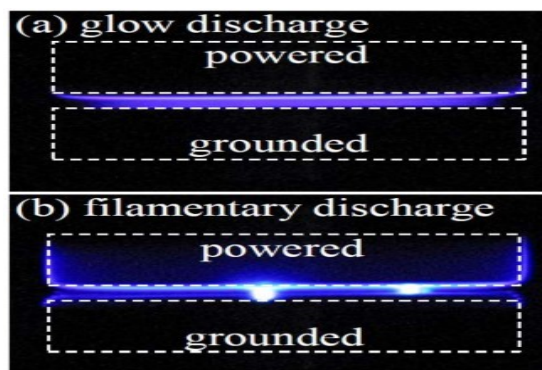 (a) glow discharge
powered
grounded
(b) filamentary discharge
powered
grounded